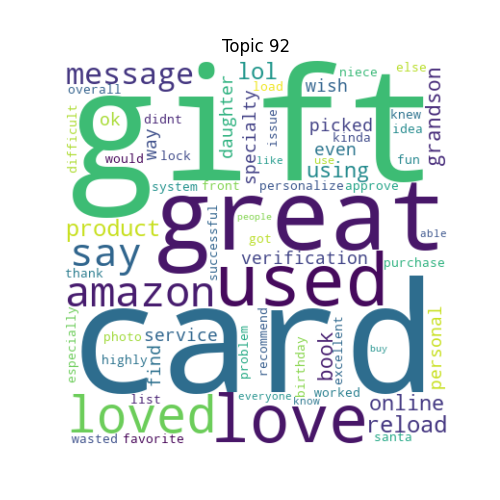 Topic 92
gift
message
lol
wish
niece
else
load
overall
difficult
ok
didnt
way
daughter
specialty
issue
picked
kinda
knew
idea
grandson
even
using
fun
would
lock
system
front
like
use
personalize
approve
great
product
say
successful
people
got
verification
purchase
able
thank
amazon
used
card
especially
photo
service
highly
find
problem
recommend
birthday
book
excellent
buy
personal
worked
list
everyone
know
loved
love
online
reload
wasted
favorite
santa